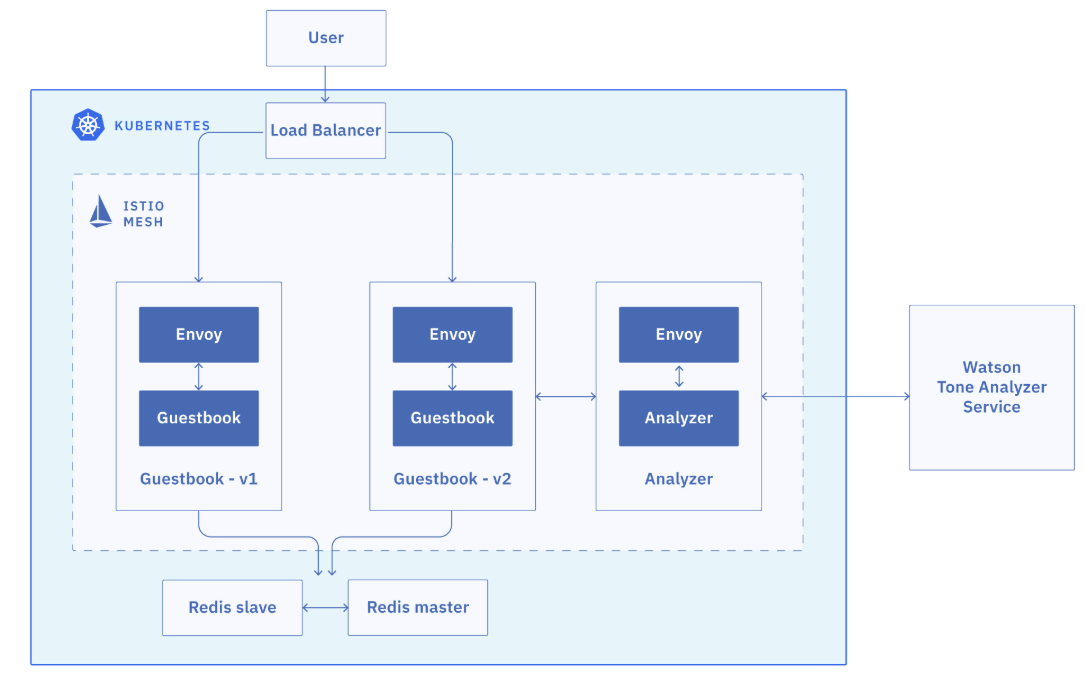 User
KUBERNETES
Load Balancer
ISTIO
MESH
Envoy
Guestbook
Guestbook - v1
Envoy
Guestbook
Guestbook - v2
Envoy
Analyzer
Analyzer
Watson
Tone Analyzer
Service
Redis slave
Redis master